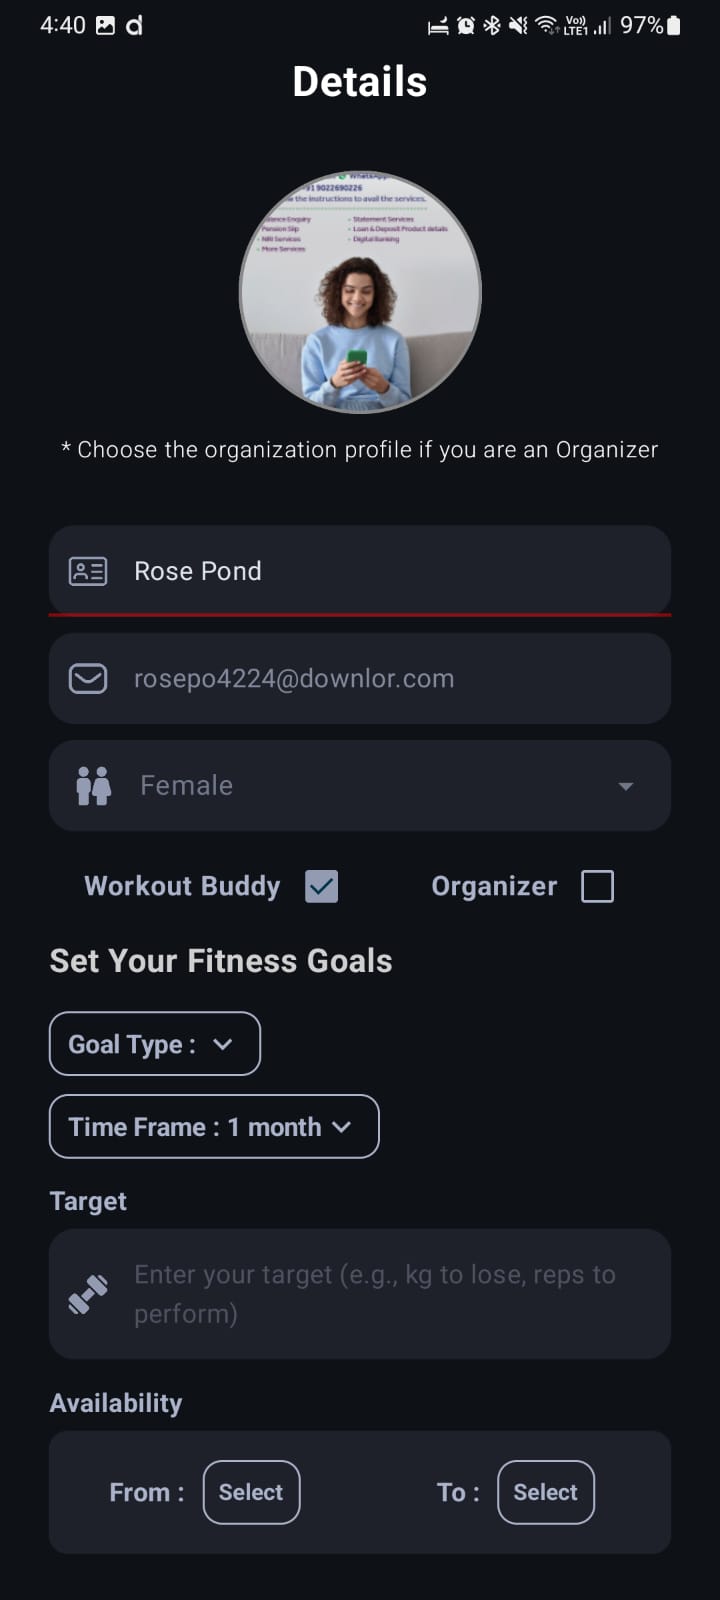 4:40 d Vo) LTE1 97%
Details
WhatsApp
+91 9022690226
the instructions to avail the services.
Balance Enquiry
Pension Slip
NRI Services
More Services
Statement Services
Loan & Deposit Product details
Digital Banking
* Choose the organization profile if you are an Organizer
Rose Pond
rosepo4224@downlor.com
Female
Workout Buddy Organizer
Set Your Fitness Goals
Goal Type :
Time Frame : 1 month
Target
Enter your target (e.g., kg to lose, reps to
perform)
Availability
From : Select To : Select